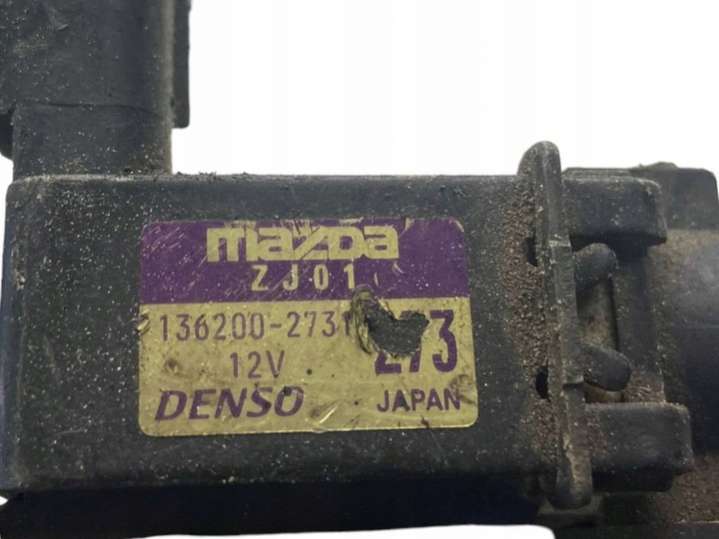 mazda
ZJ01
136200-2731
12V 273
DENSO JAPAN